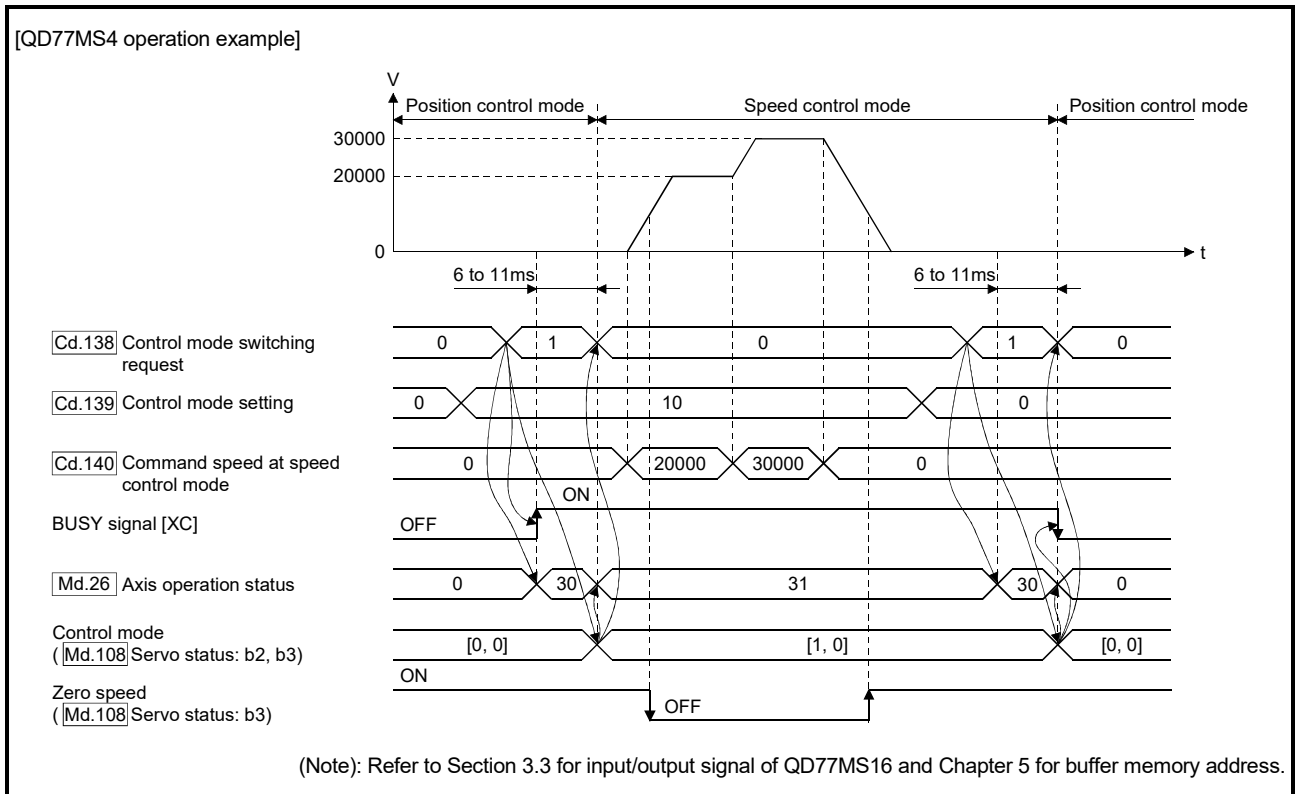 [QD77MS4 operation example]
V
Position control mode
Speed control mode
Position control mode
30000
20000
0
t
6 to 11ms
6 to 11ms
Cd.138 Control mode switching
request
0
1
0
1
0
Cd.139 Control mode setting
0
10
0
Cd.140 Command speed at speed
control mode
0
20000
30000
0
BUSY signal [XC]
OFF
ON
Md.26 Axis operation status
0
30
31
30
0
Control mode
( Md.108 Servo status: b2, b3)
[0, 0]
[1, 0]
[0, 0]
Zero speed
( Md.108 Servo status: b3)
ON
OFF
(Note): Refer to Section 3.3 for input/output signal of QD77MS16 and Chapter 5 for buffer memory address.